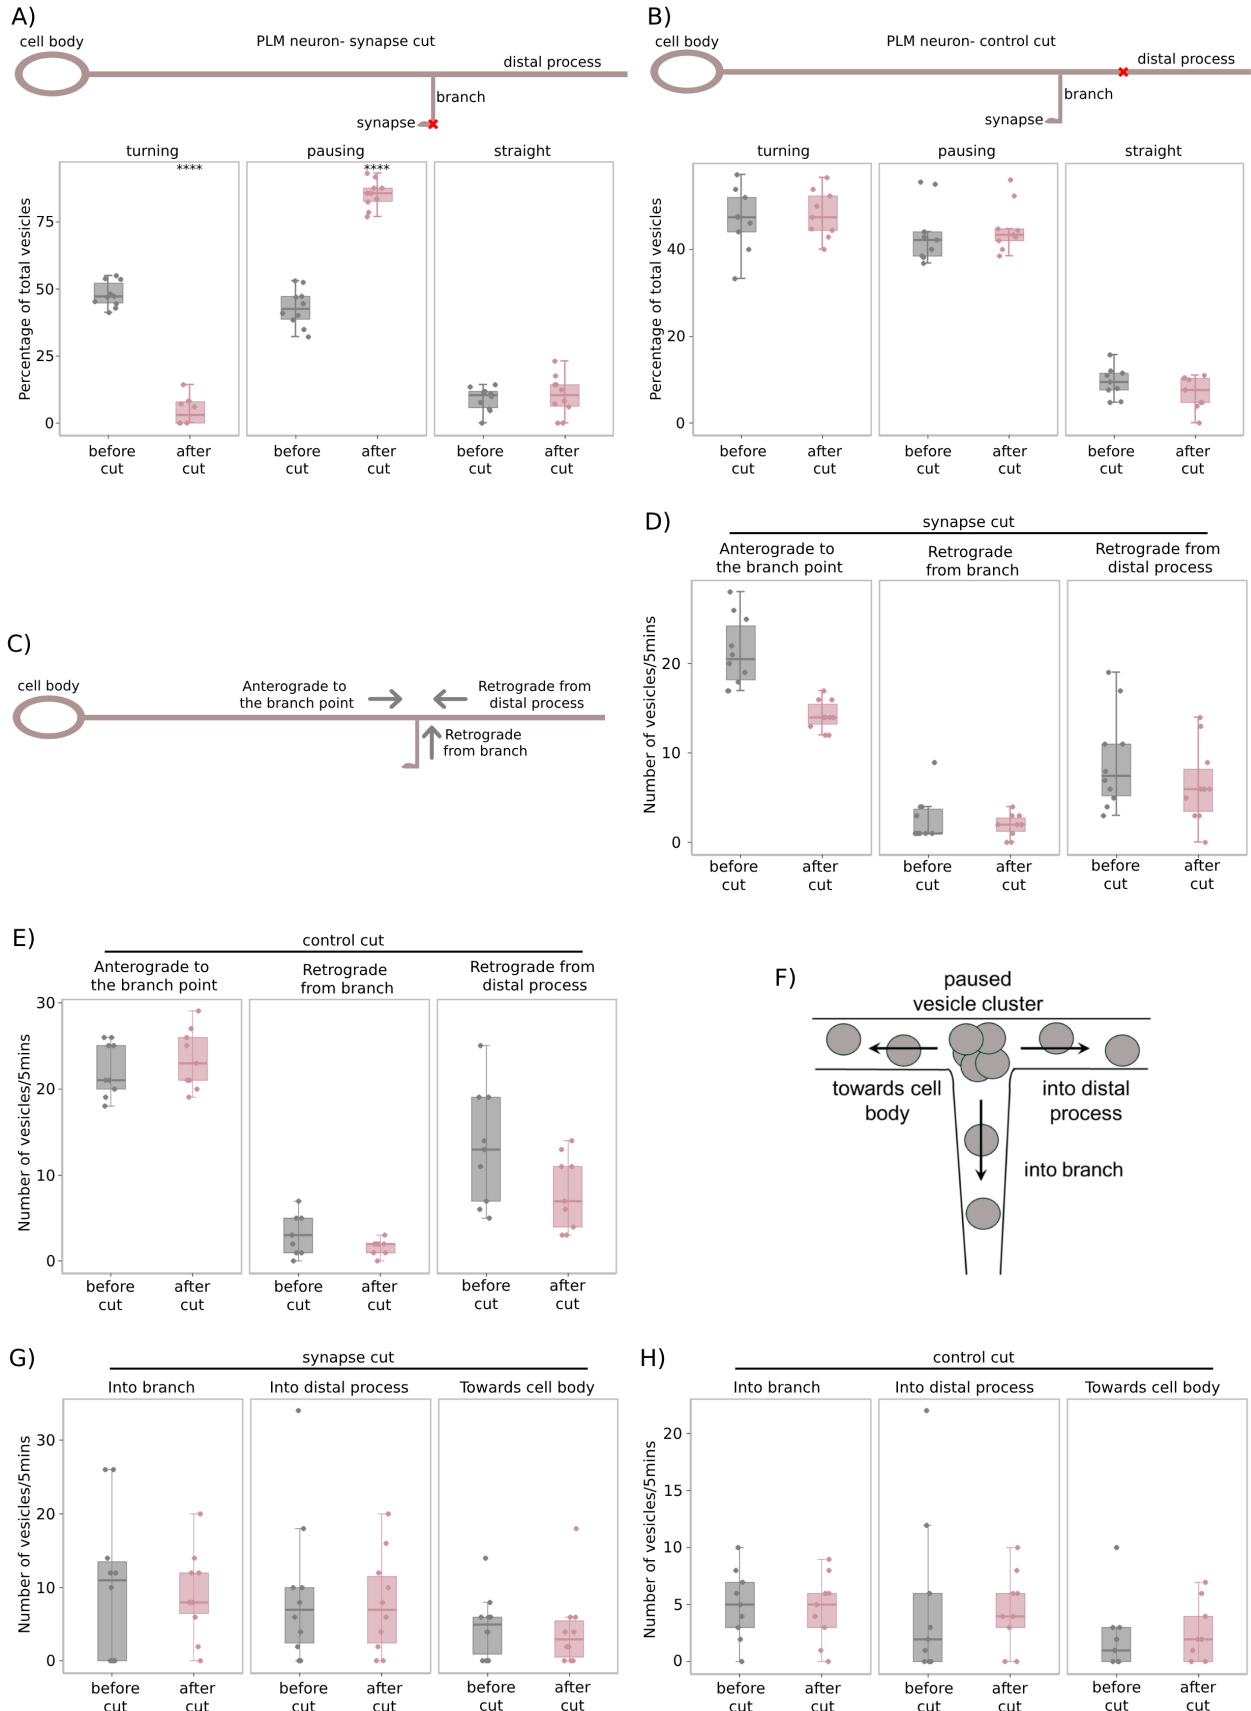 A)
cell body
PLM neuron- synapse cut
distal process
branch
synapse
turning
pausing
straight
****
****
Percentage of total vesicles
75
50
25
0
before cut
after cut
before cut
after cut
before cut
after cut
B)
cell body
PLM neuron- control cut
distal process
branch
synapse
turning
pausing
straight
Percentage of total vesicles
40
20
0
before cut
after cut
before cut
after cut
before cut
after cut
C)
cell body
Anterograde to
the branch point
Retrograde from
distal process
Retrograde
from branch
D)
synapse cut
Anterograde to
the branch point
Retrograde
from branch
Retrograde from
distal process
Number of vesicles/5mins
20
10
0
before cut
after cut
before cut
after cut
before cut
after cut
E)
control cut
Anterograde to
the branch point
Retrograde
from branch
Retrograde from
distal process
Number of vesicles/5mins
30
20
10
0
before cut
after cut
before cut
after cut
before cut
after cut
F)
paused
vesicle cluster
towards cell
body
into distal
process
into branch
G)
synapse cut
Into branch
Into distal process
Towards cell body
Number of vesicles/5mins
30
20
10
0
before cut
after cut
before cut
after cut
before cut
after cut
H)
control cut
Into branch
Into distal process
Towards cell body
Number of vesicles/5mins
20
15
10
5
0
before cut
after cut
before cut
after cut
before cut
after cut